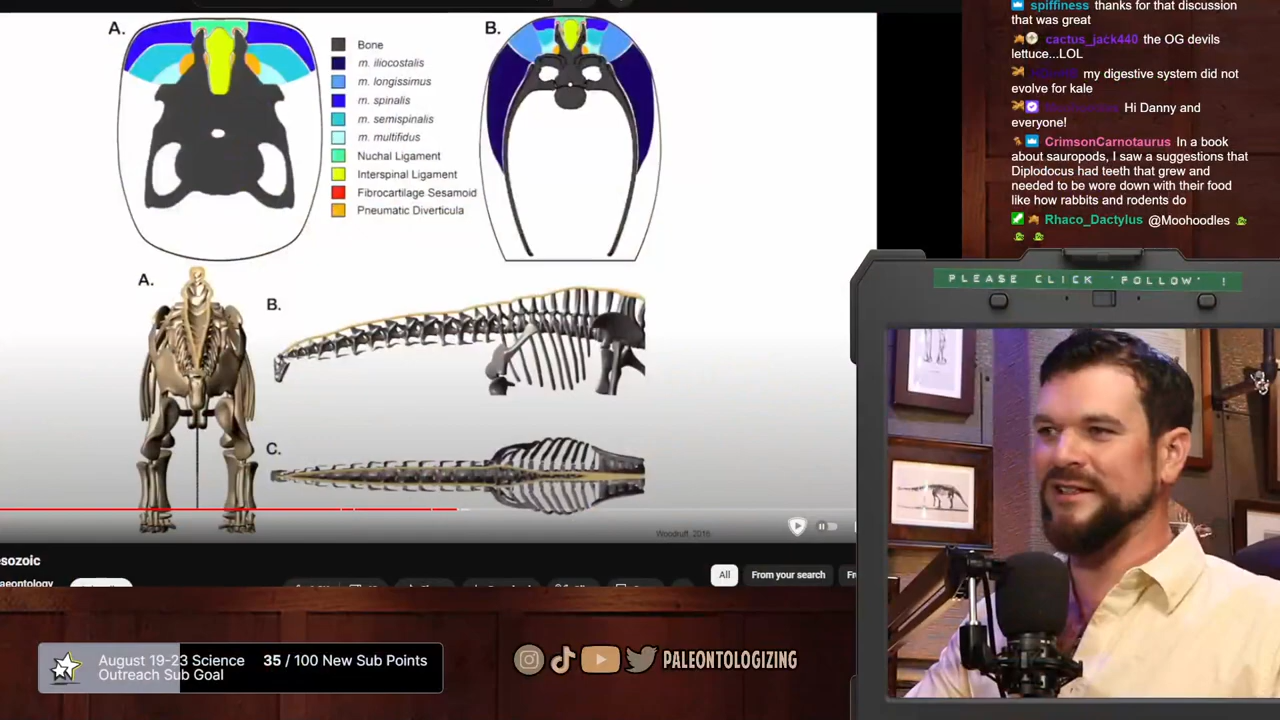 A.
B.
Bone
m. iliocostalis
m. longissimus
m. spinalis
m. semispinalis
m. multifidus
Nuchal Ligament
Interspinal Ligament
Fibrocartilage Sesamoid
Pneumatic Diverticula
A.
B.
C.
Woodruff, 2016
esozoic
aeontology
All
From your search
Fr
spiffiness thanks for that discussion
that was great
cactus_jack440 the OG devils
lettuce...LOL
my digestive system did not
evolve for kale
Hi Danny and
everyone!
CrimsonCarnotaurus In a book
about sauropods, I saw a suggestions that
Diplodocus had teeth that grew and
needed to be wore down with their food
like how rabbits and rodents do
Rhaco_Dactylus @Moohoodles
PLEASE CLICK 'FOLLOW' !
August 19-23 Science
Outreach Sub Goal
35 / 100 New Sub Points
PALEONTOLOGIZING